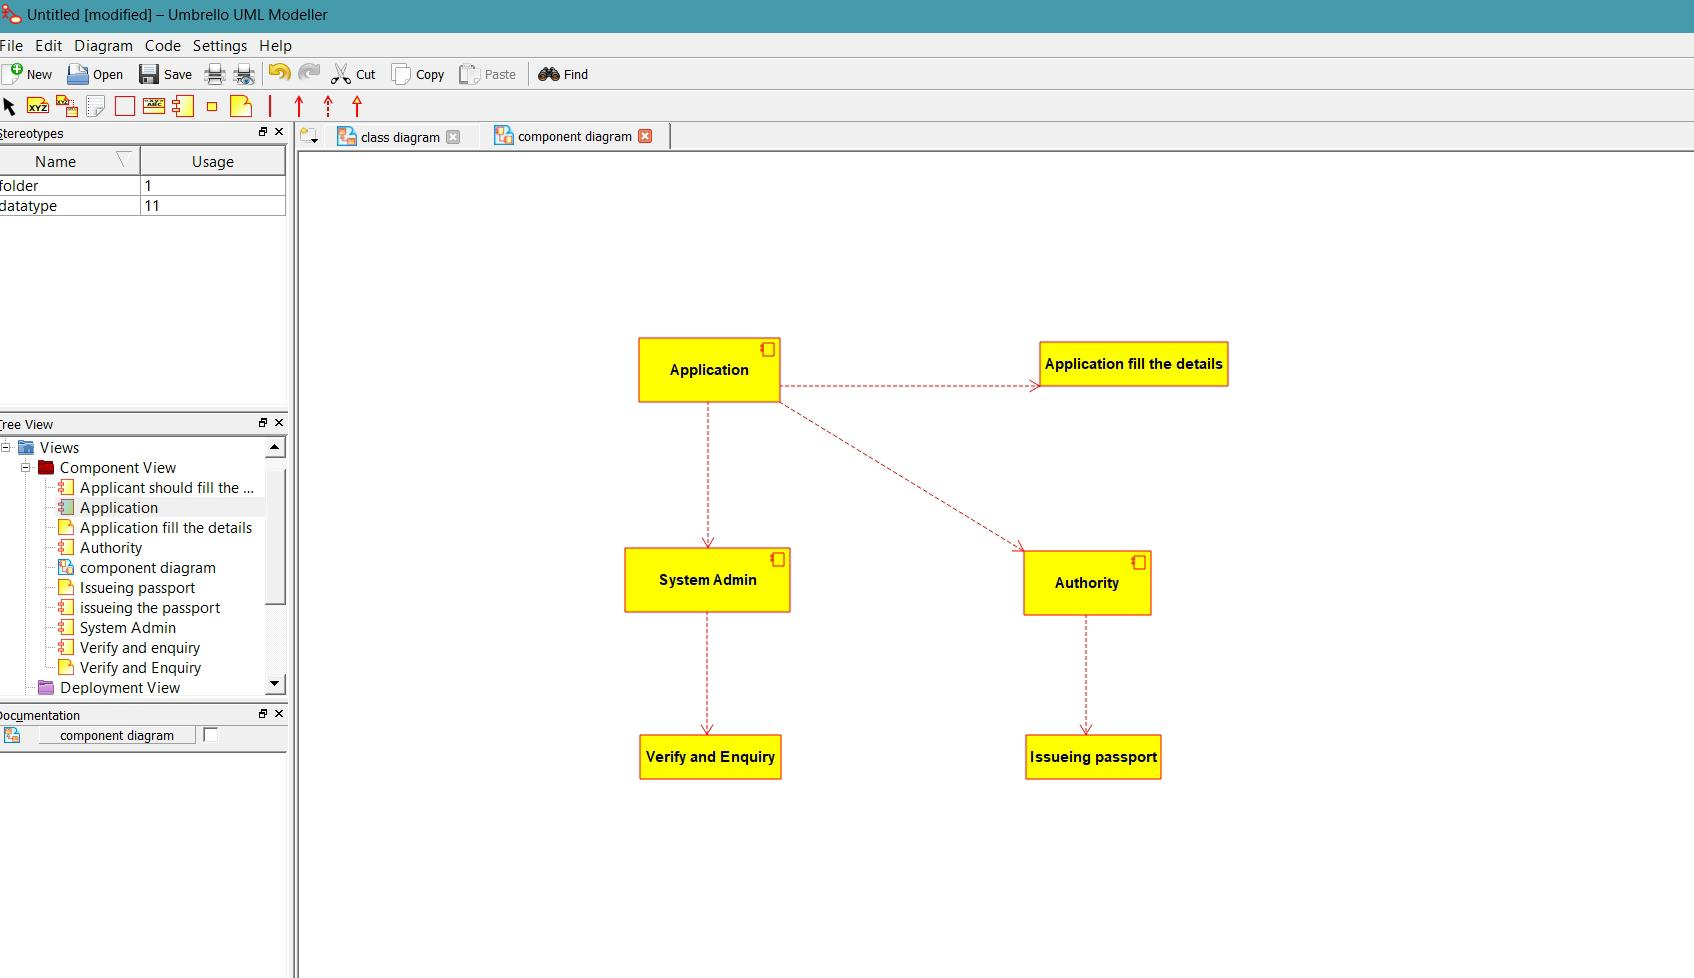 Untitled [modified] – Umbrello UML Modeller
File Edit Diagram Code Settings Help
New Open Save Cut Copy Paste Find
XYZ XYZ ABC
Stereotypes
Name Usage
folder 1
datatype 11
class diagram component diagram
Application
Application fill the details
System Admin
Authority
Verify and Enquiry
Issueing passport
Tree View
Views
Component View
Applicant should fill the ...
Application
Application fill the details
Authority
component diagram
Issueing passport
issueing the passport
System Admin
Verify and enquiry
Verify and Enquiry
Deployment View
Documentation
component diagram